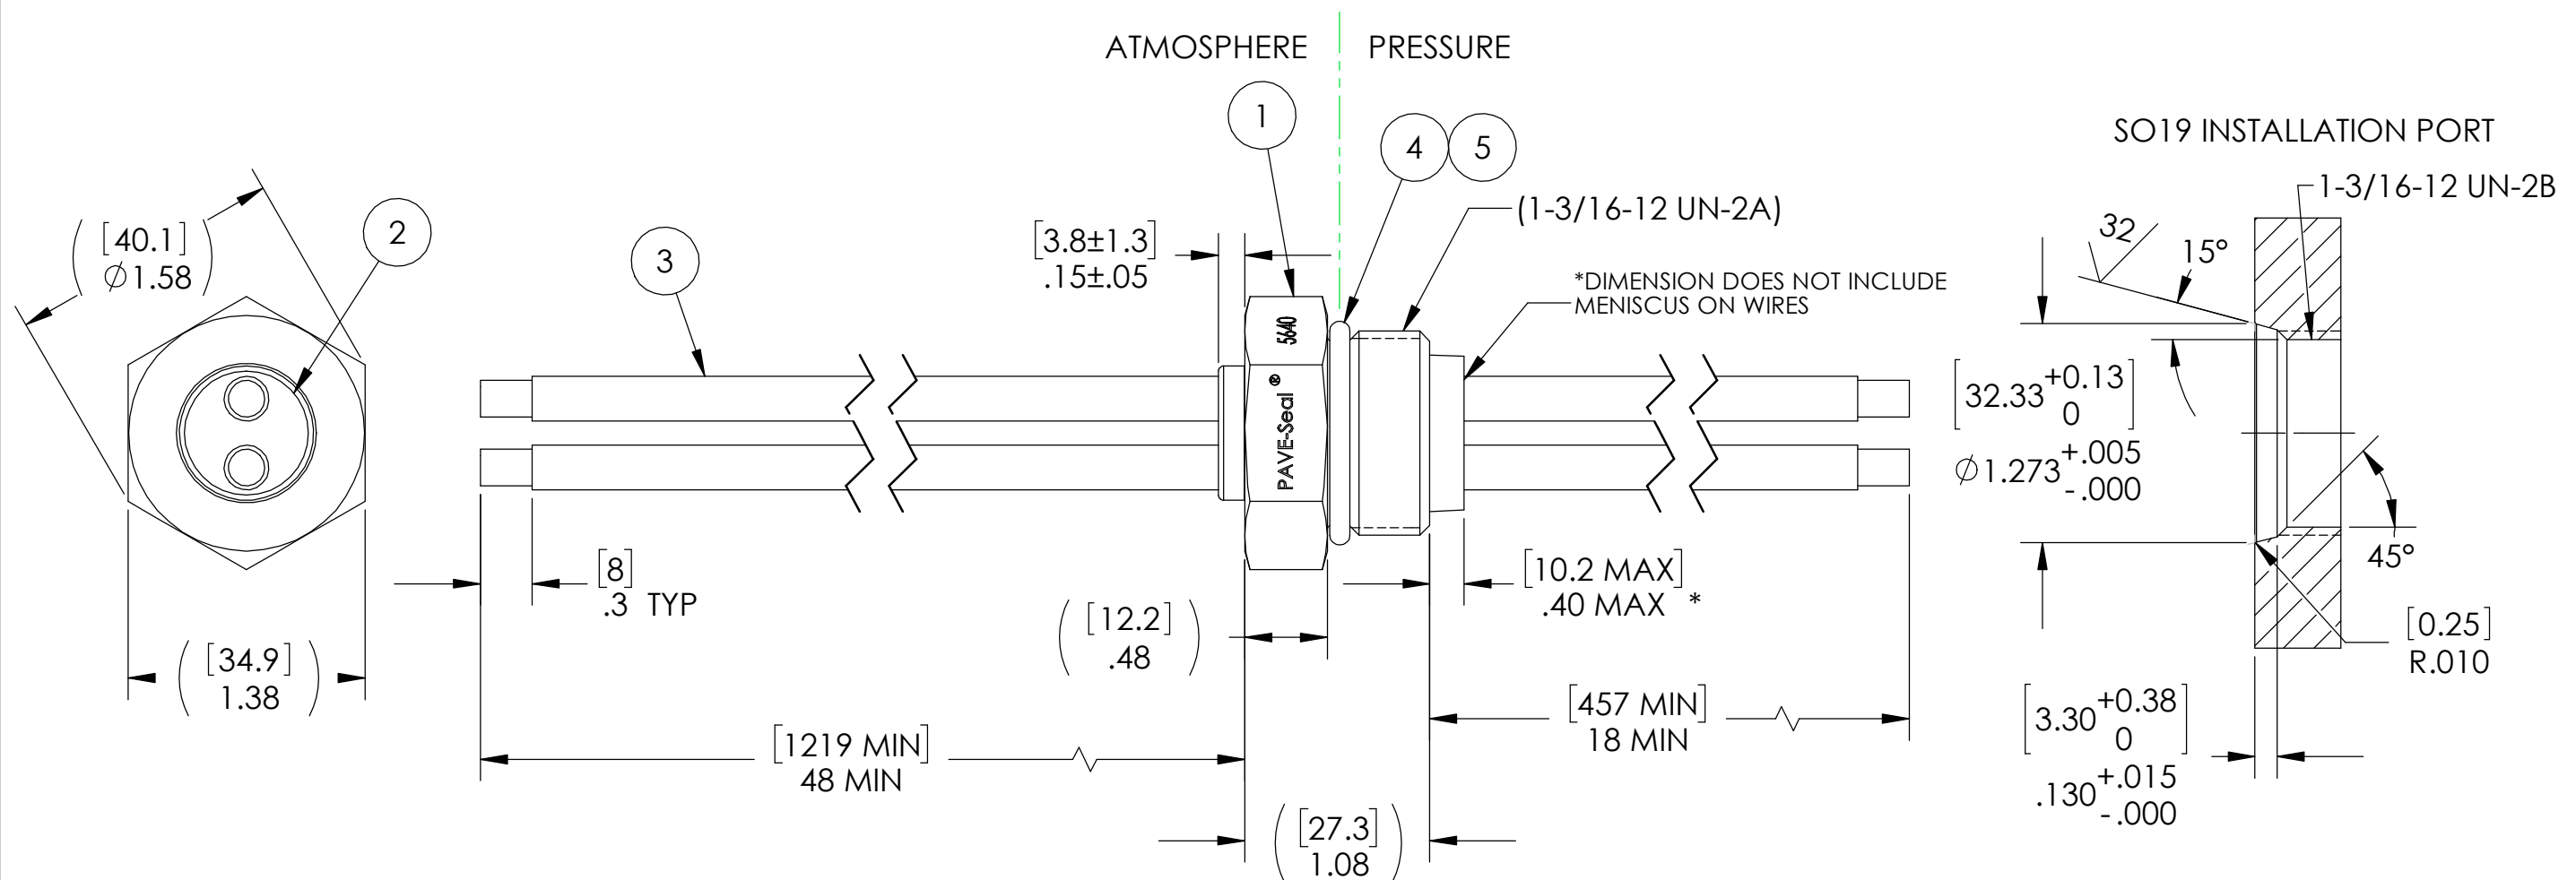 ATMOSPHERE
PRESSURE
1
4
5
2
3
[40.1]
Ø1.58
[3.8±1.3]
.15±.05
(1-3/16-12 UN-2A)
*DIMENSION DOES NOT INCLUDE
MENISCUS ON WIRES
5640
PAVE-Seal®
SO19 INSTALLATION PORT
1-3/16-12 UN-2B
32
15°
[32.33 +0.13 0]
Ø1.273 +.005 -.000
45°
[0.25]
R.010
[3.30 +0.38 0]
.130 +.015 -.000
[8]
.3 TYP
[34.9]
1.38
[12.2]
.48
[10.2 MAX]
.40 MAX *
[1219 MIN]
48 MIN
[457 MIN]
18 MIN
[27.3]
1.08